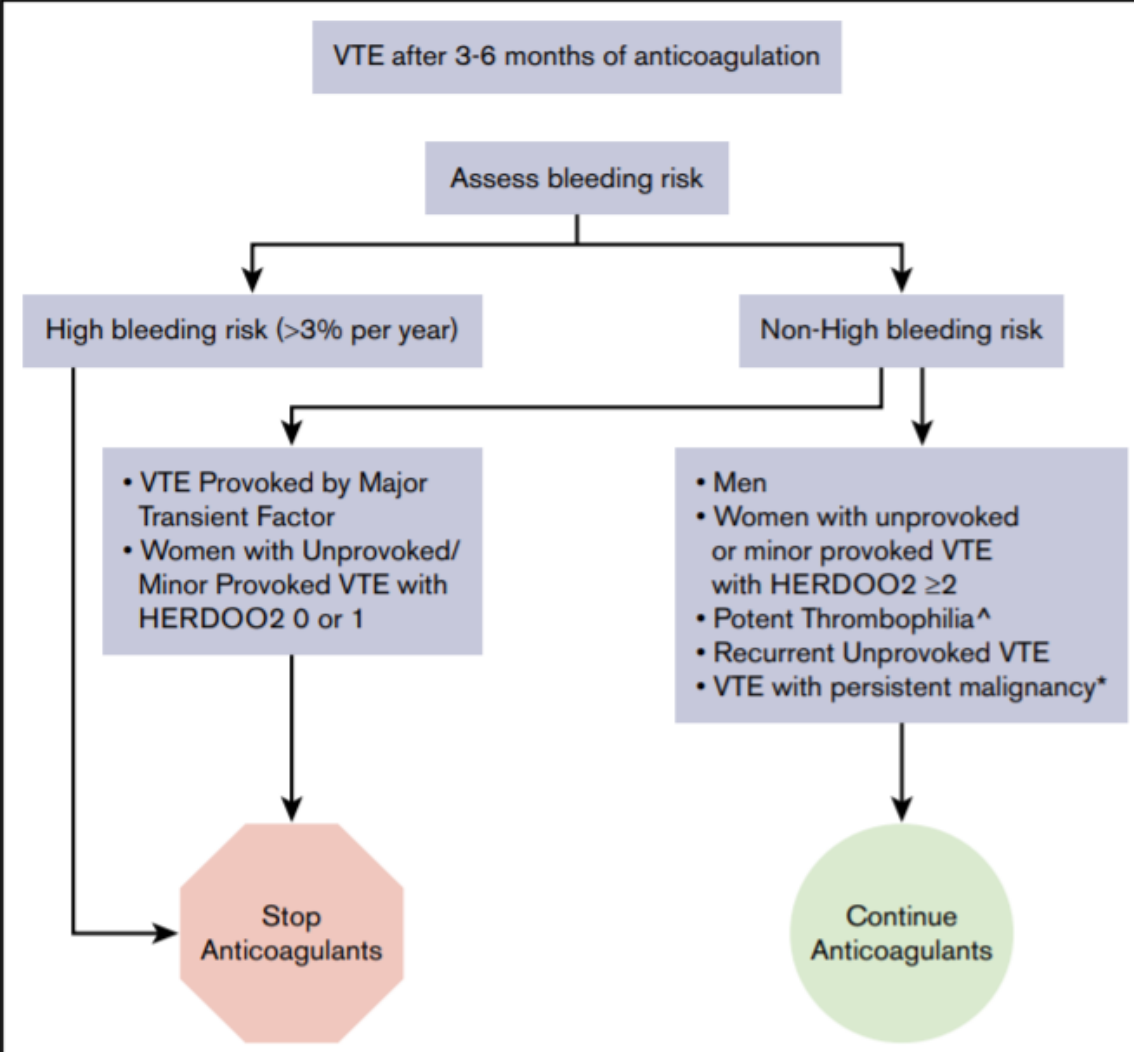 VTE after 3-6 months of anticoagulation
Assess bleeding risk
High bleeding risk (>3% per year)
Non-High bleeding risk
• VTE Provoked by Major
Transient Factor
• Women with Unprovoked/
Minor Provoked VTE with
HERDOO2 0 or 1
• Men
• Women with unprovoked
or minor provoked VTE
with HERDOO2 ≥2
• Potent Thrombophilia^
• Recurrent Unprovoked VTE
• VTE with persistent malignancy*
Stop
Anticoagulants
Continue
Anticoagulants